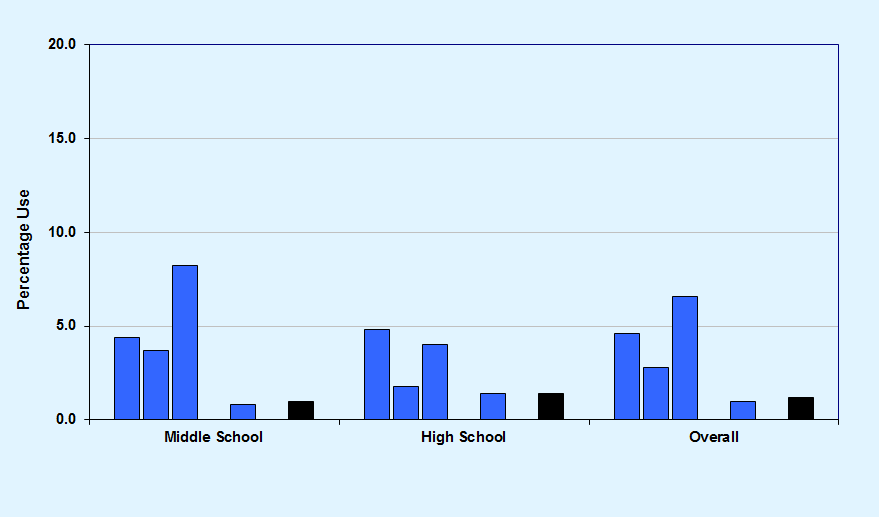 20.0
15.0
10.0
5.0
0.0
Percentage Use
Middle School
High School
Overall